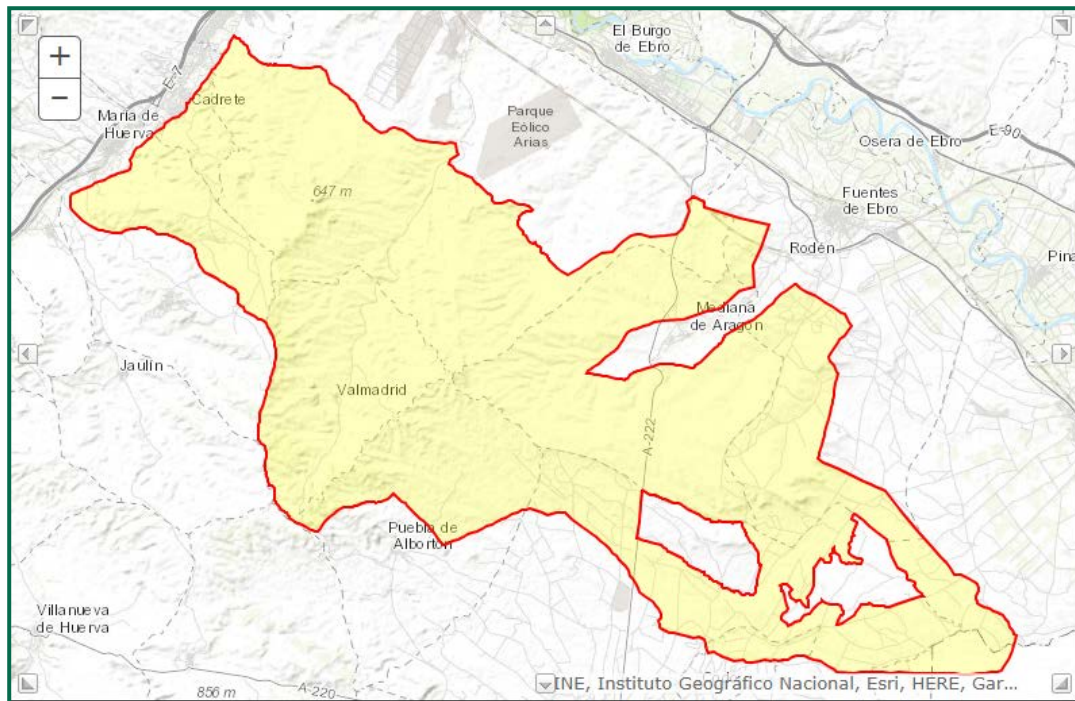 +
−
E-7
Cadrete
María de
Huerva
El Burgo
de Ebro
Parque
Eólico
Arias
E-90
Osera de Ebro
647 m
Fuentes
de Ebro
Rodén
Pina
Mediana
de Aragón
Jaulín
Valmadrid
A-222
Puebla de
Albortón
Villanueva
de Huerva
856 m
A-220
INE, Instituto Geográfico Nacional, Esri, HERE, Gar...